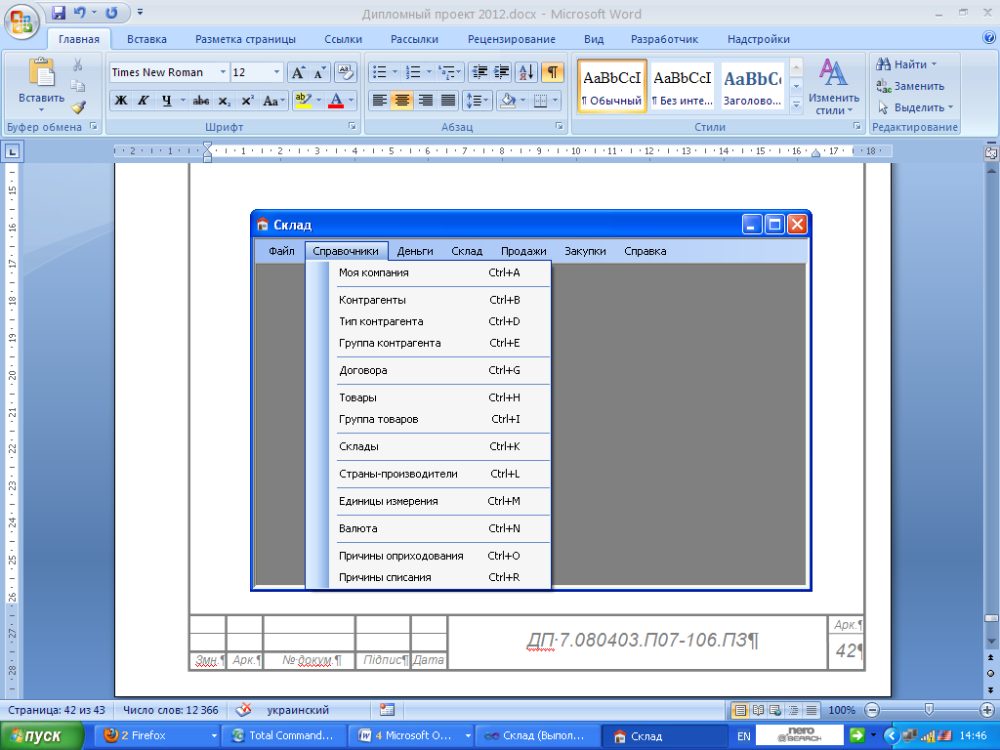 Дипломный проект 2012.docx - Microsoft Word
Главная Вставка Разметка страницы Ссылки Рассылки Рецензирование Вид Разработчик Надстройки
Вставить
Буфер обмена
Times New Roman 12
Ж К Ч abc x₂ x² Aa
Шрифт
Абзац
AaBbCcI AaBbCcI AaBbC
¶ Обычный ¶ Без инте... Заголово...
Изменить стили
Стили
Найти
Заменить
Выделить
Редактирование
2 1 1 2 3 4 5 6 7 8 9 10 11 12 13 14 15 16 17 18
15 16 17 18 19 20 21 22 23 24 25 26 27 28
Склад
Файл Справочники Деньги Склад Продажи Закупки Справка
Моя компания Ctrl+A
Контрагенты Ctrl+B
Тип контрагента Ctrl+D
Группа контрагента Ctrl+E
Договора Ctrl+G
Товары Ctrl+H
Группа товаров Ctrl+I
Склады Ctrl+K
Страны-производители Ctrl+L
Единицы измерения Ctrl+M
Валюта Ctrl+N
Причины оприходования Ctrl+O
Причины списания Ctrl+R
ДП·7.080403.П07-106.ПЗ¶
Арк.¶
42¶
Змн.¶ Арк.¶ №·докум.¶ Підпис¶ Дата
Страница: 42 из 43 Число слов: 12 366 украинский 100%
пуск 2 Firefox Total Command... 4 Microsoft O... Склад (Выпол... Склад EN nero SEARCH 14:46